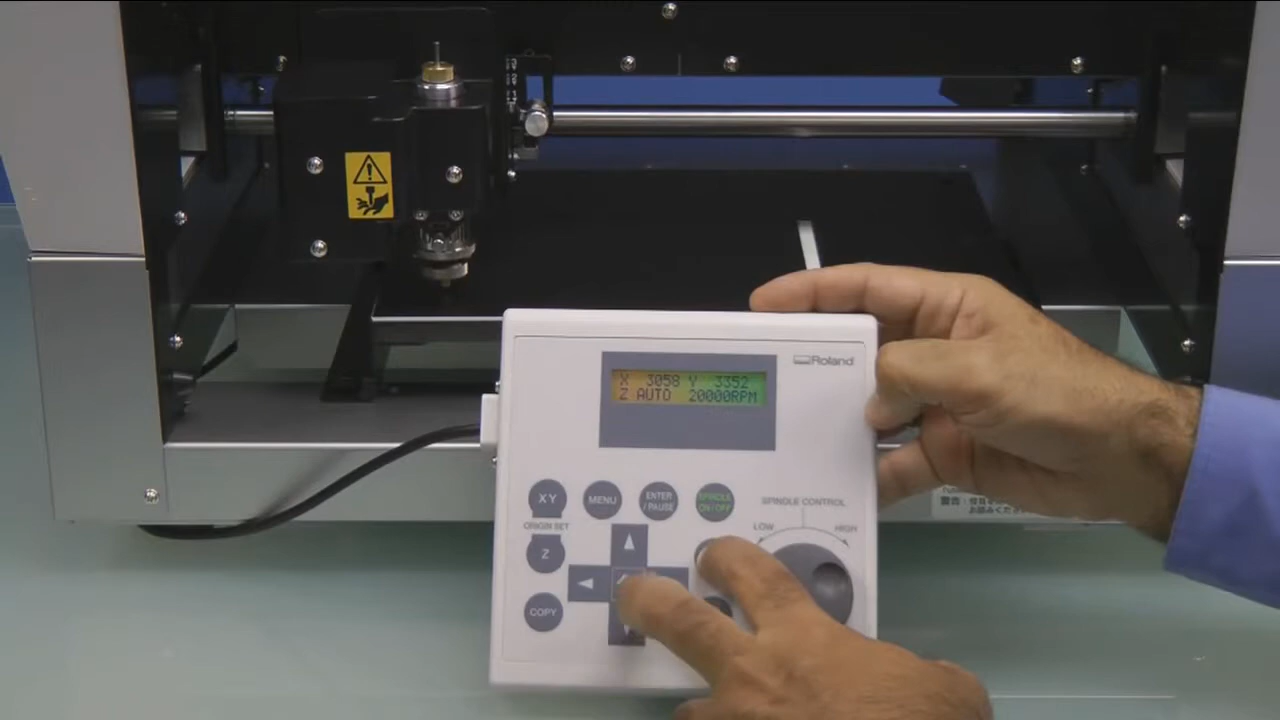 Roland
X 3058 Y 3352
Z AUTO 20000RPM
XY
MENU
ENTER
/ PAUSE
SPINDLE
ON/OFF
ORIGIN SET
SPINDLE CONTROL
LOW
HIGH
Z
COPY